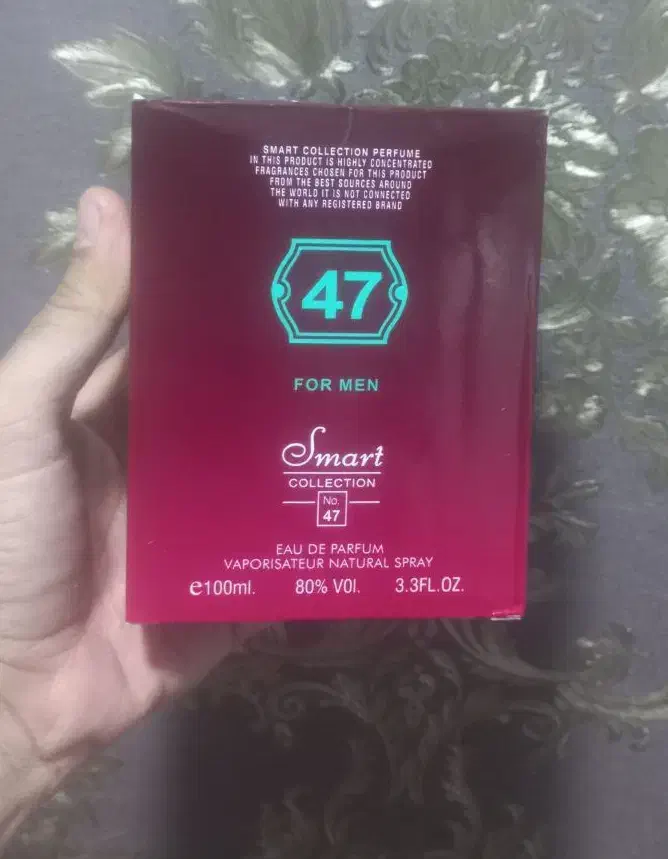 SMART COLLECTION PERFUME
IN THIS PRODUCT IS HIGHLY CONCENTRATED
FRAGRANCES CHOSEN FOR THIS PRODUCT
FROM THE BEST SOURCES AROUND
THE WORLD IT IS NOT CONNECTED
WITH ANY REGISTERED BRAND
47
FOR MEN
Smart
COLLECTION
No.
47
EAU DE PARFUM
VAPORISATEUR NATURAL SPRAY
e100ml. 80% VOl. 3.3FL.OZ.